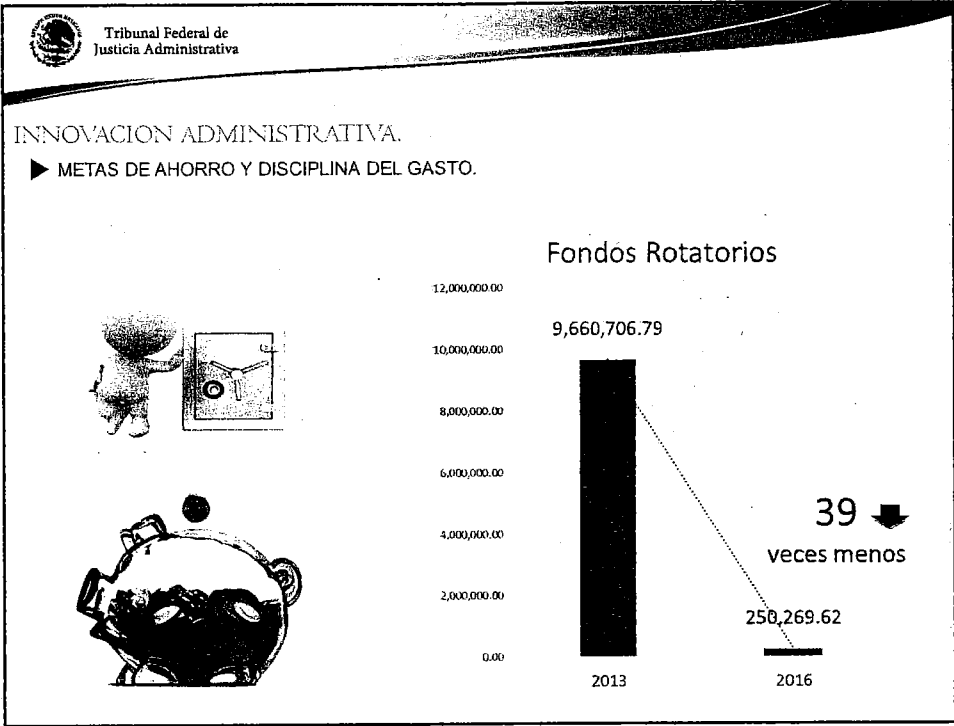 Tribunal Federal de
Justicia Administrativa
INNOVACION ADMINISTRATIVA.
METAS DE AHORRO Y DISCIPLINA DEL GASTO.
Fondos Rotatorios
12,000,000.00
9,660,706.79
10,000,000.00
8,000,000.00
6,000,000.00
39
4,000,000.00
veces menos
2,000,000.00
250,269.62
0.00
2013
2016